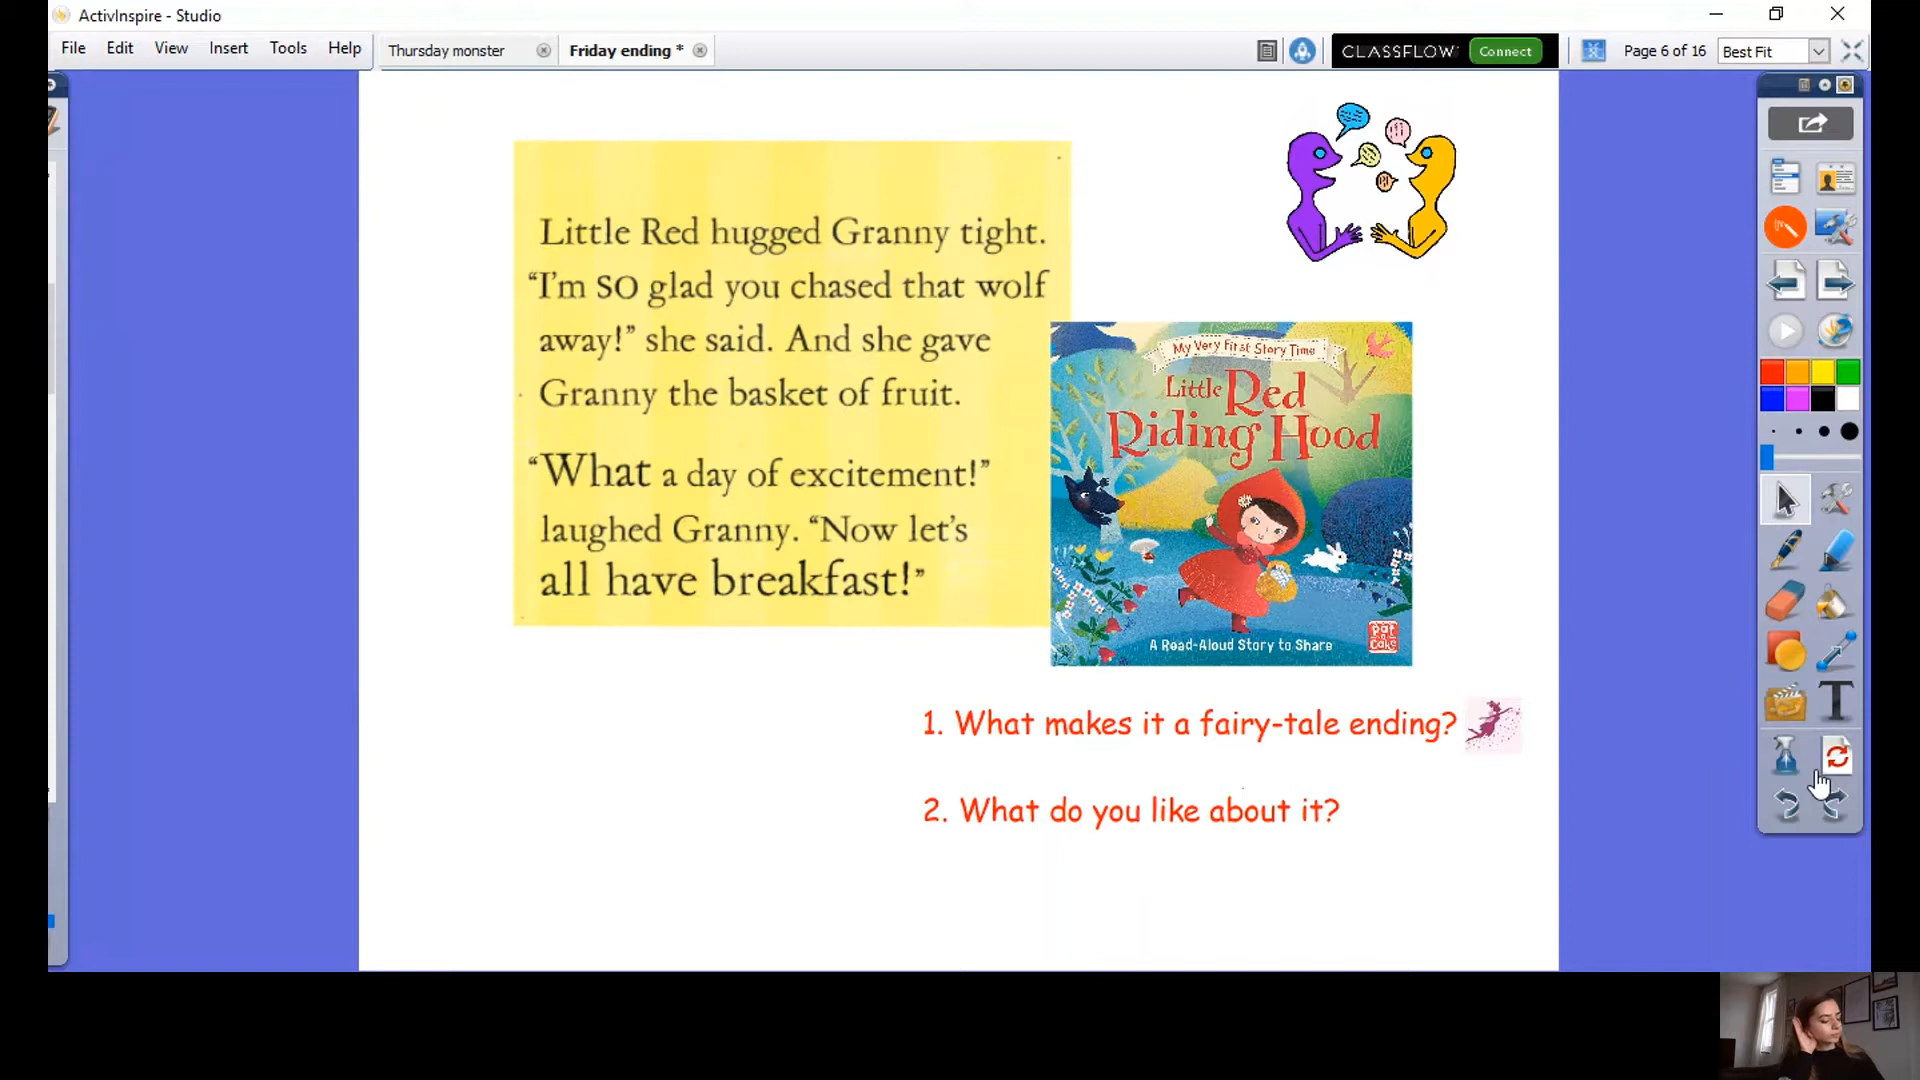 ActivInspire - Studio
File Edit View Insert Tools Help
Thursday monster
Friday ending *
CLASSFLOW
Connect
Page 6 of 16
Best Fit
Little Red hugged Granny tight.
“I’m SO glad you chased that wolf
away!” she said. And she gave
Granny the basket of fruit.
“What a day of excitement!”
laughed Granny. “Now let’s
all have breakfast!”
My Very First Story Time
Little Red
Riding Hood
A Read-Aloud Story to Share
pat a cake
1. What makes it a fairy-tale ending?
2. What do you like about it?